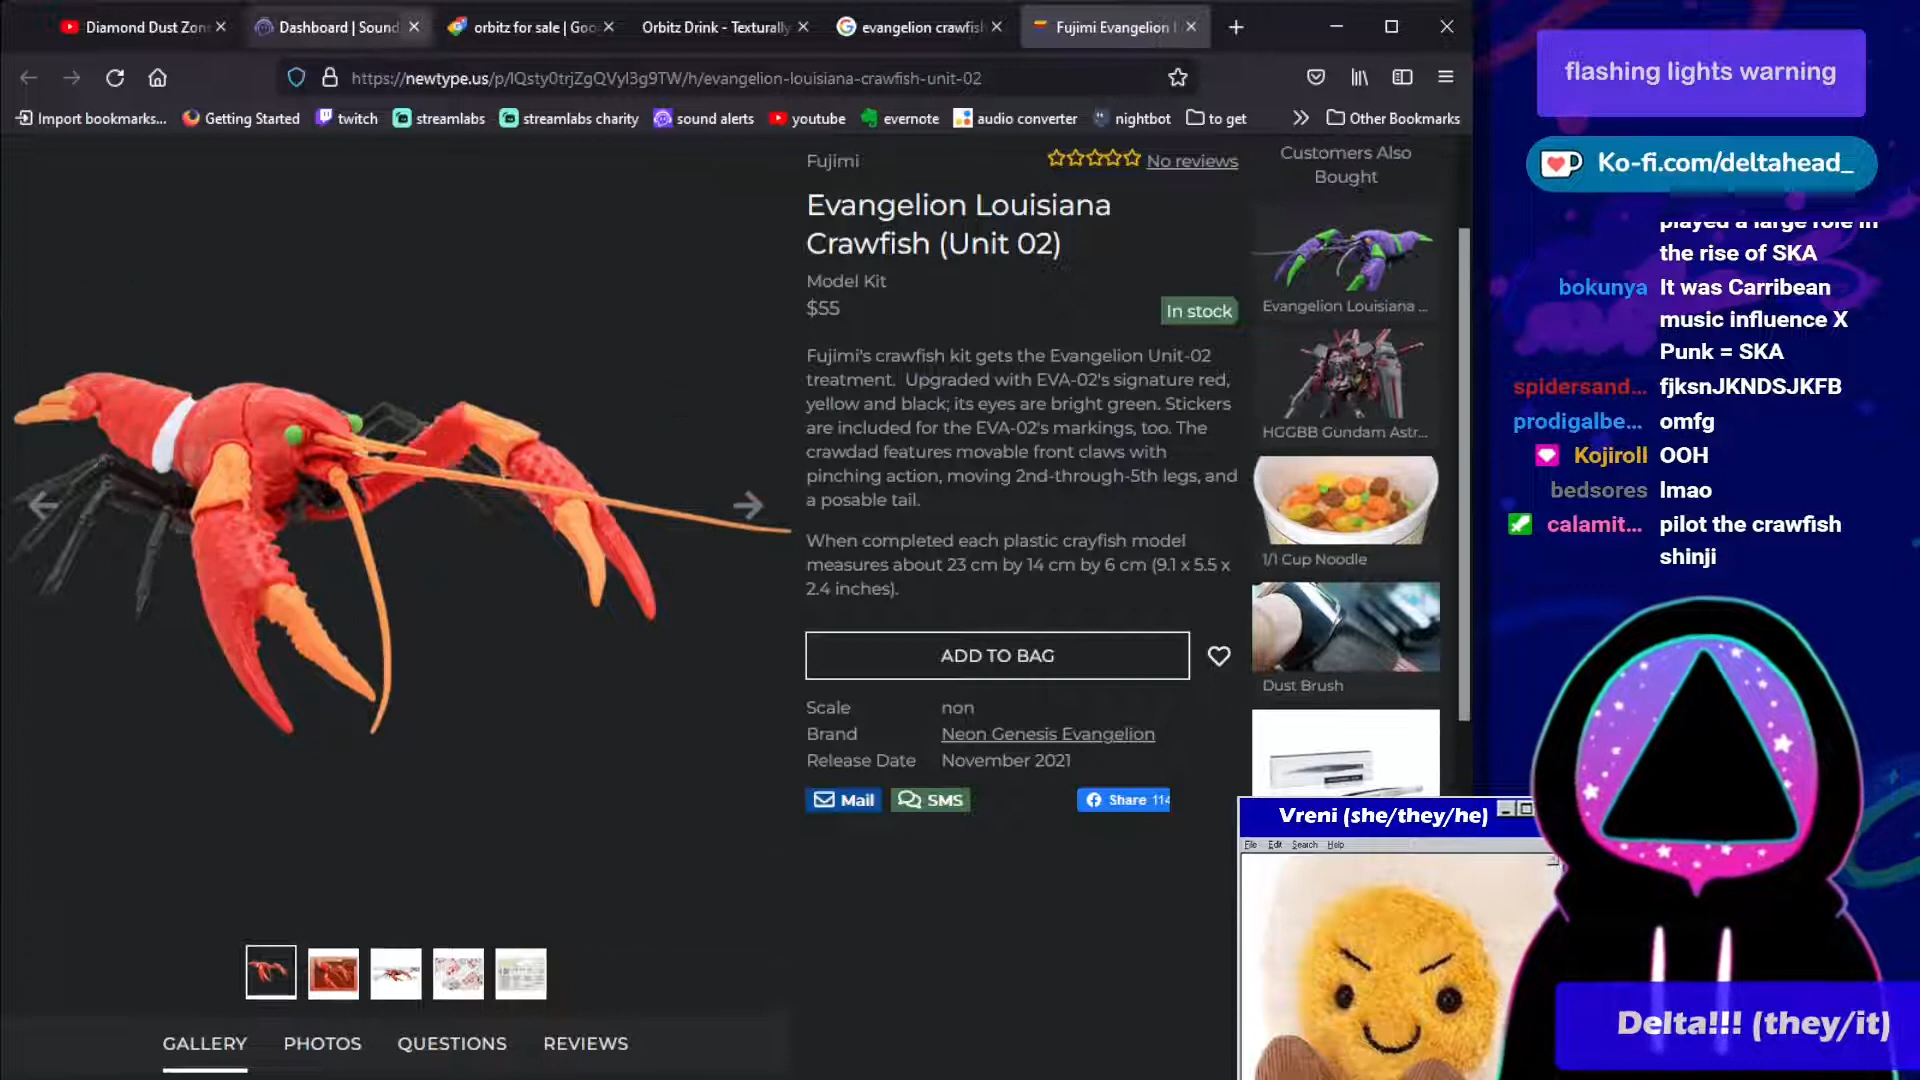 Diamond Dust Zon
Dashboard | Sound
orbitz for sale | Goo
Orbitz Drink - Texturally
evangelion crawfish
Fujimi Evangelion
https://newtype.us/p/lQsty0trjZgQVyl3g9TW/h/evangelion-louisiana-crawfish-unit-02
Import bookmarks...
Getting Started
twitch
streamlabs
streamlabs charity
sound alerts
youtube
evernote
audio converter
nightbot
to get
Other Bookmarks
Fujimi
No reviews
Evangelion Louisiana
Crawfish (Unit 02)
Model Kit
$55
In stock
Fujimi's crawfish kit gets the Evangelion Unit-02
treatment. Upgraded with EVA-02's signature red,
yellow and black; its eyes are bright green. Stickers
are included for the EVA-02's markings, too. The
crawdad features movable front claws with
pinching action, moving 2nd-through-5th legs, and
a posable tail.
When completed each plastic crayfish model
measures about 23 cm by 14 cm by 6 cm (9.1 x 5.5 x
2.4 inches).
ADD TO BAG
Scale non
Brand Neon Genesis Evangelion
Release Date November 2021
Mail
SMS
Share 114
GALLERY
PHOTOS
QUESTIONS
REVIEWS
Customers Also
Bought
Evangelion Louisiana ...
HGGBB Gundam Astr...
1/1 Cup Noodle
Dust Brush
flashing lights warning
Ko-fi.com/deltahead_
played a large role in
the rise of SKA
bokunya It was Carribean
music influence X
Punk = SKA
spidersand... fjksnJKNDSJKFB
prodigalbe... omfg
Kojiroll OOH
bedsores lmao
calamit... pilot the crawfish
shinji
Vreni (she/they/he)
File Edit Search Help
Delta!!! (they/it)